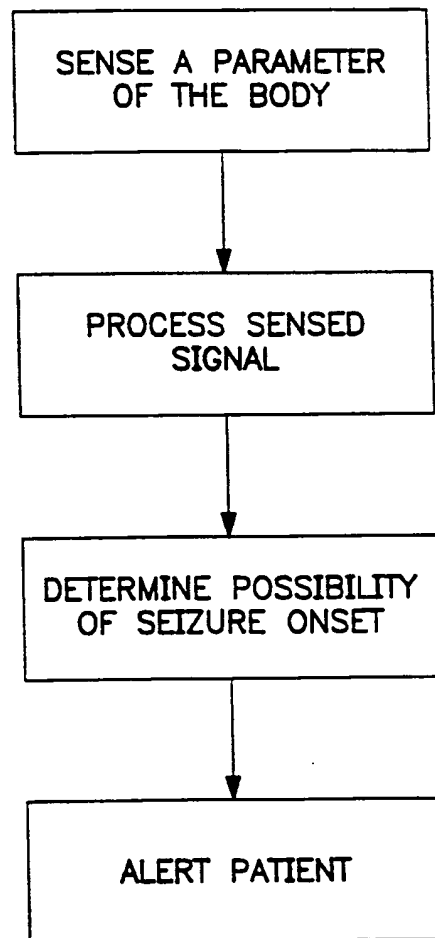 SENSE A PARAMETER
OF THE BODY
PROCESS SENSED
SIGNAL
DETERMINE POSSIBILITY
OF SEIZURE ONSET
ALERT PATIENT